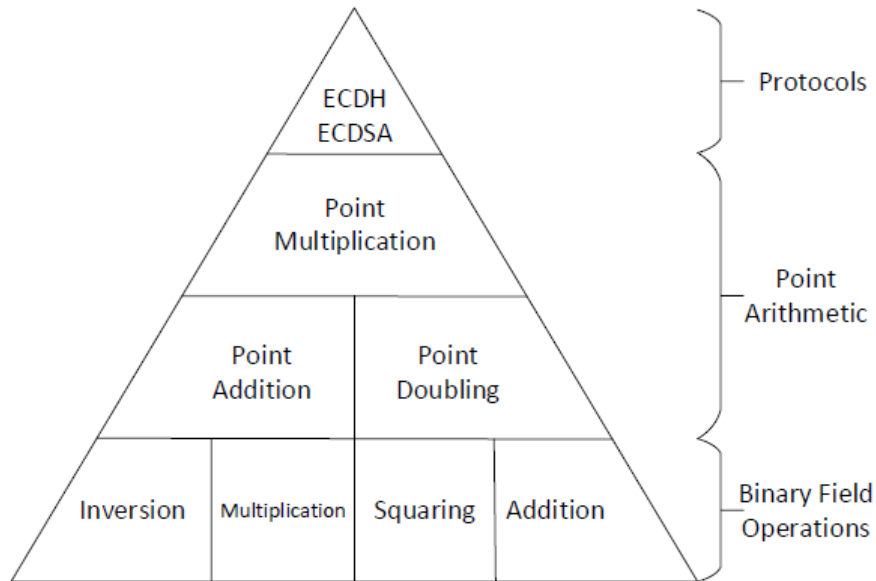 ECDH
ECDSA
Protocols
Point
Multiplication
Point
Arithmetic
Point
Addition
Point
Doubling
Inversion
Multiplication
Squaring
Addition
Binary Field
Operations